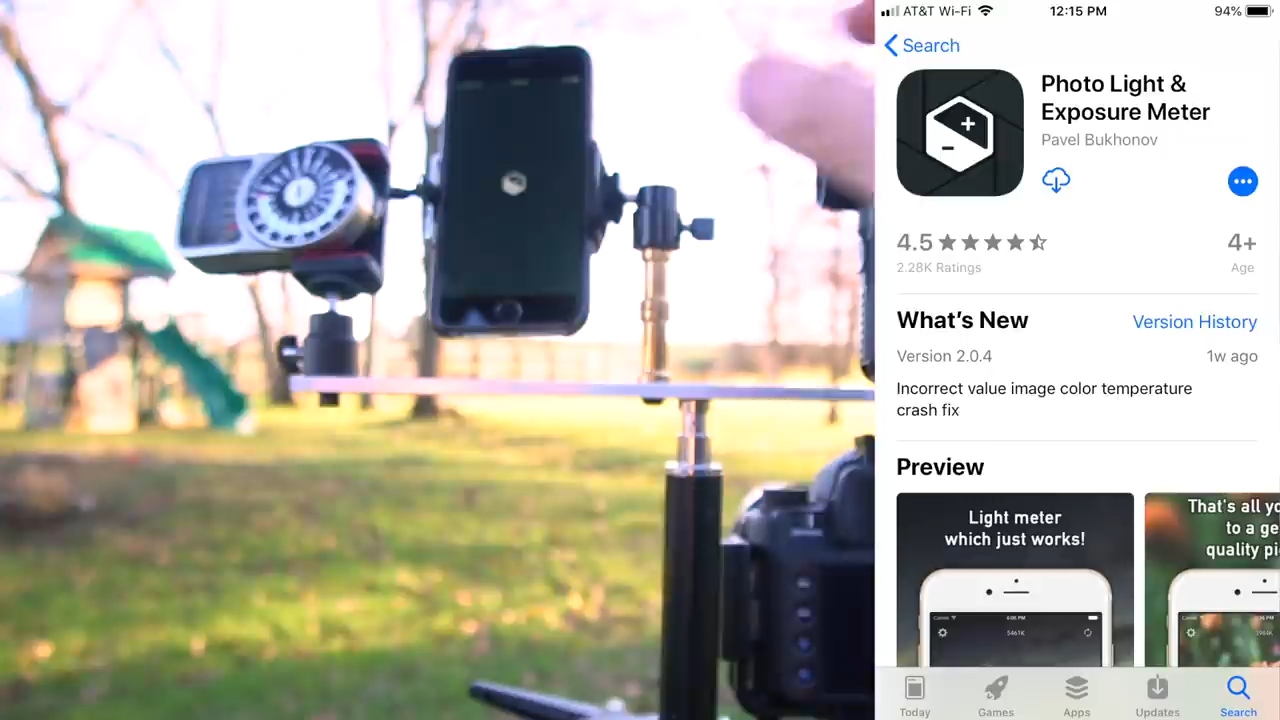 AT&T Wi-Fi 12:15 PM 94%
Search
Photo Light &
Exposure Meter
Pavel Bukhonov
4.5 4+
2.28K Ratings Age
What's New Version History
Version 2.0.4 1w ago
Incorrect value image color temperature
crash fix
Preview
Light meter
which just works!
That's all yo
to a ge
quality pi
5461K
Today Games Apps Updates Search